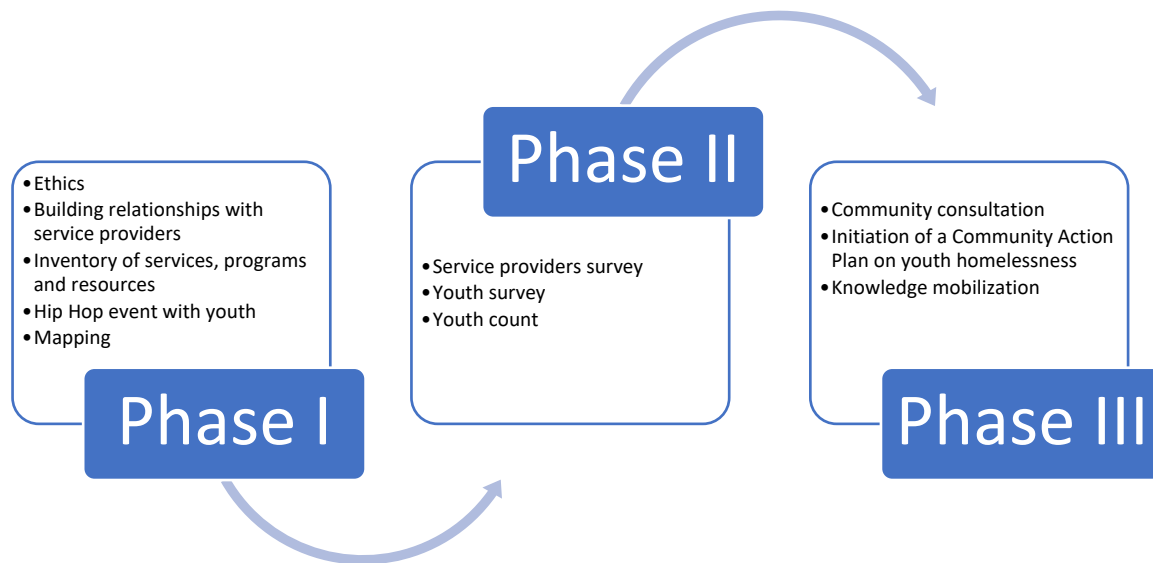 •Ethics
•Building relationships with
service providers
•Inventory of services, programs
and resources
•Hip Hop event with youth
•Mapping
Phase I
Phase II
•Service providers survey
•Youth survey
•Youth count
•Community consultation
•Initiation of a Community Action
Plan on youth homelessness
•Knowledge mobilization
Phase III